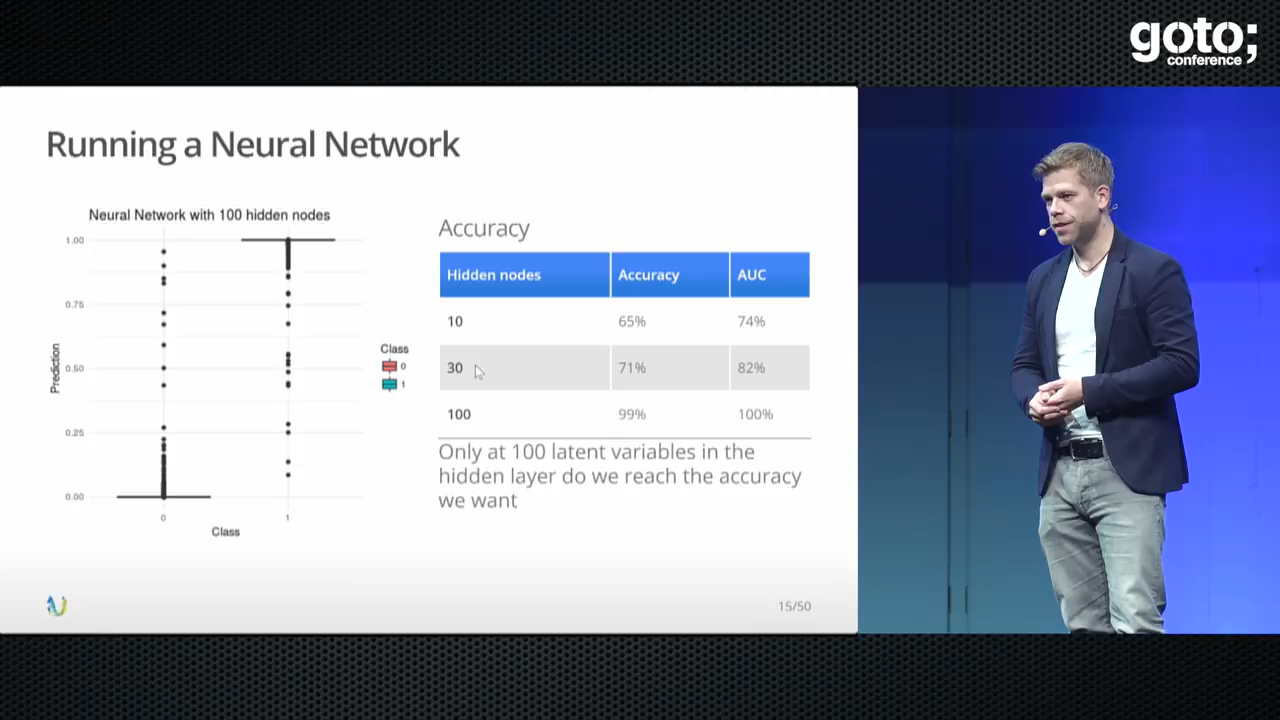 goto;
conference
Running a Neural Network
Neural Network with 100 hidden nodes
1.00
0.75
0.50
0.25
0.00
Prediction
0
1
Class
Class
0
1
Accuracy
Hidden nodes Accuracy AUC
10 65% 74%
30 71% 82%
100 99% 100%
Only at 100 latent variables in the
hidden layer do we reach the accuracy
we want
15/50